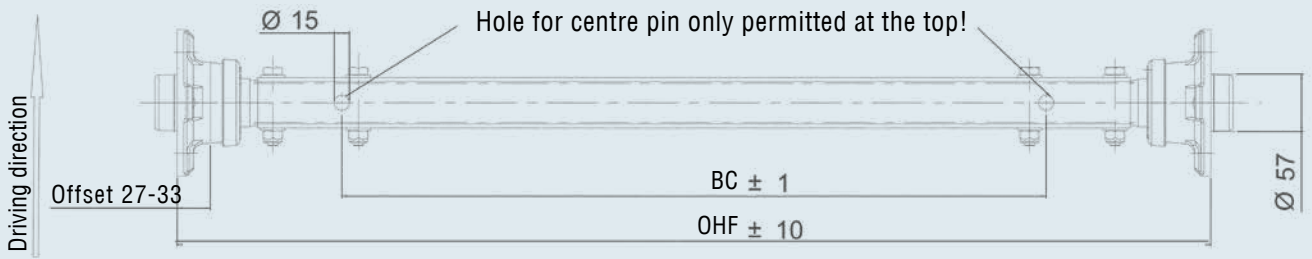 Ø 15
Hole for centre pin only permitted at the top!
Driving direction
Offset 27-33
BC ± 1
OHF ± 10
Ø 57